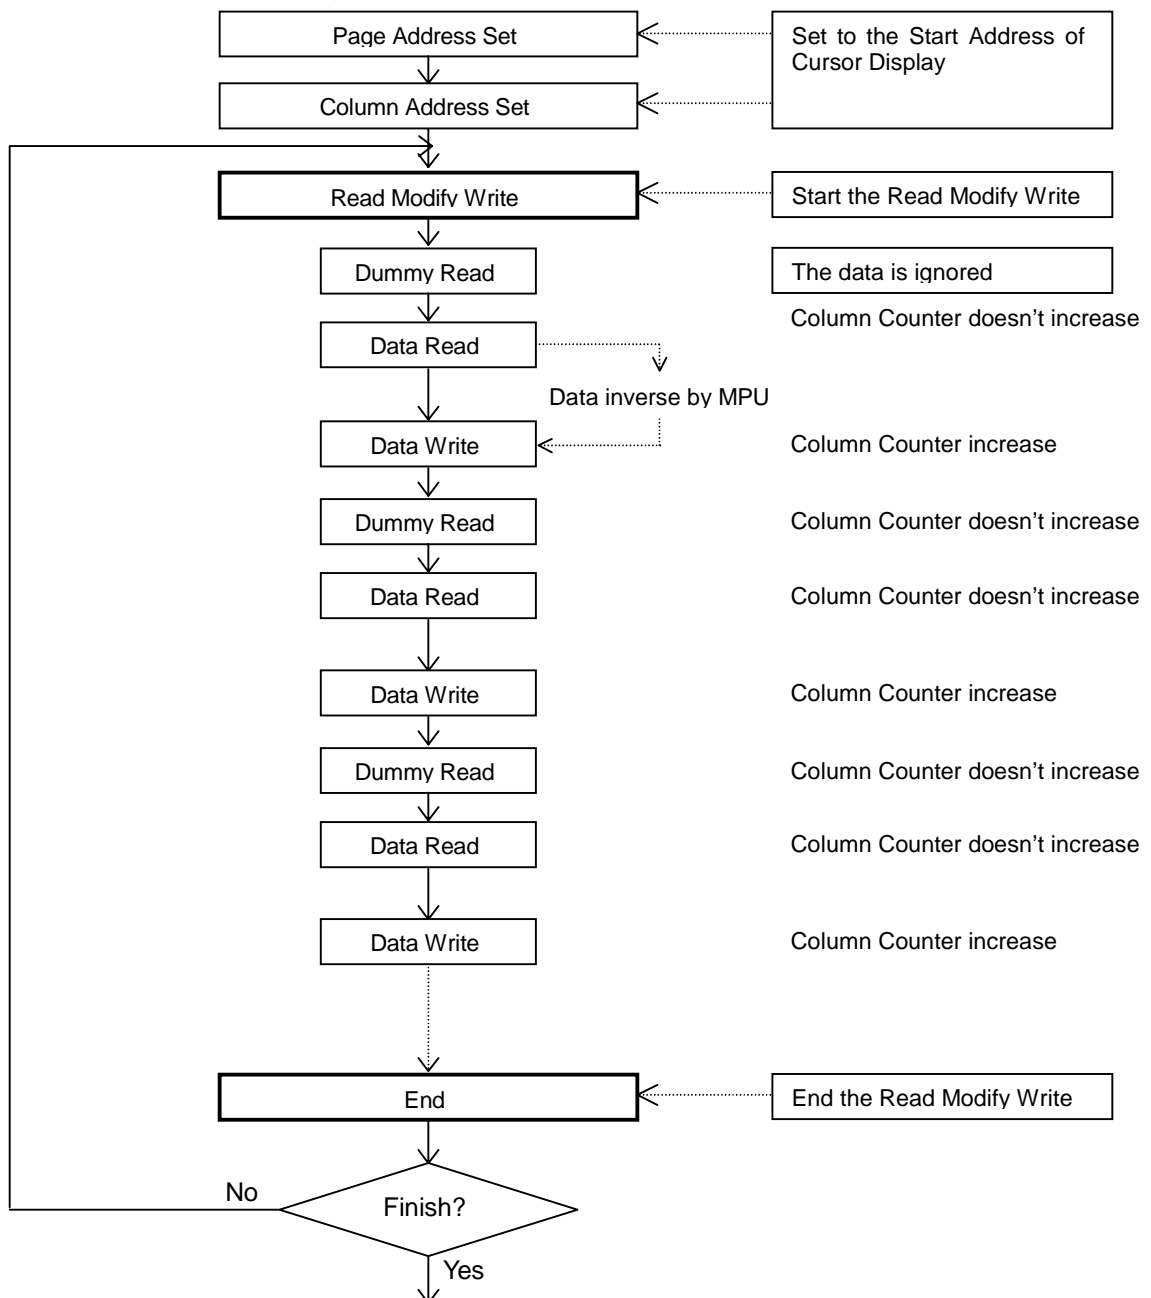 Page Address Set
Set to the Start Address of
Cursor Display
Column Address Set
Read Modify Write
Start the Read Modify Write
Dummy Read
The data is ignored
Column Counter doesn't increase
Data Read
Data inverse by MPU
Data Write
Column Counter increase
Dummy Read
Column Counter doesn't increase
Data Read
Column Counter doesn't increase
Data Write
Column Counter increase
Dummy Read
Column Counter doesn't increase
Data Read
Column Counter doesn't increase
Data Write
Column Counter increase
End
End the Read Modify Write
No
Finish?
Yes